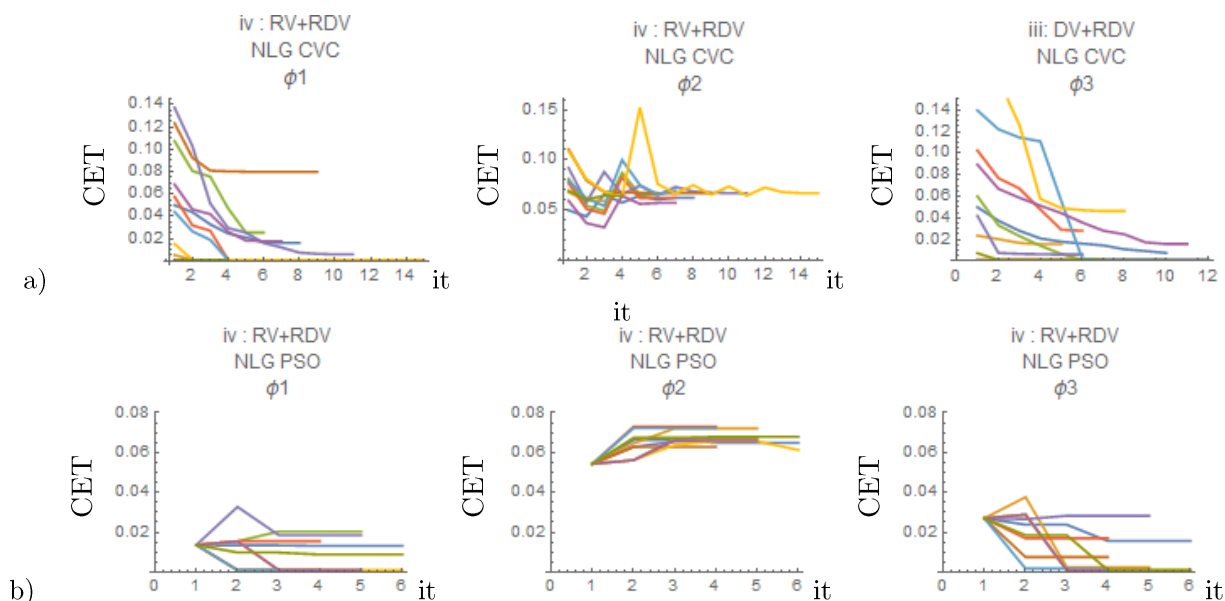 iv : RV+RDV
NLG CVC
ϕ1
CET
0.14
0.12
0.10
0.08
0.06
0.04
0.02
2 4 6 8 10 12 14
it
iv : RV+RDV
NLG CVC
ϕ2
CET
0.15
0.10
0.05
2 4 6 8 10 12 14
it
it
iii: DV+RDV
NLG CVC
ϕ3
CET
0.14
0.12
0.10
0.08
0.06
0.04
0.02
0 2 4 6 8 10 12
it
a)
iv : RV+RDV
NLG PSO
ϕ1
CET
0.08
0.06
0.04
0.02
0 1 2 3 4 5 6
it
iv : RV+RDV
NLG PSO
ϕ2
CET
0.08
0.06
0.04
0.02
0 1 2 3 4 5 6
it
iv : RV+RDV
NLG PSO
ϕ3
CET
0.08
0.06
0.04
0.02
0 1 2 3 4 5 6
it
b)